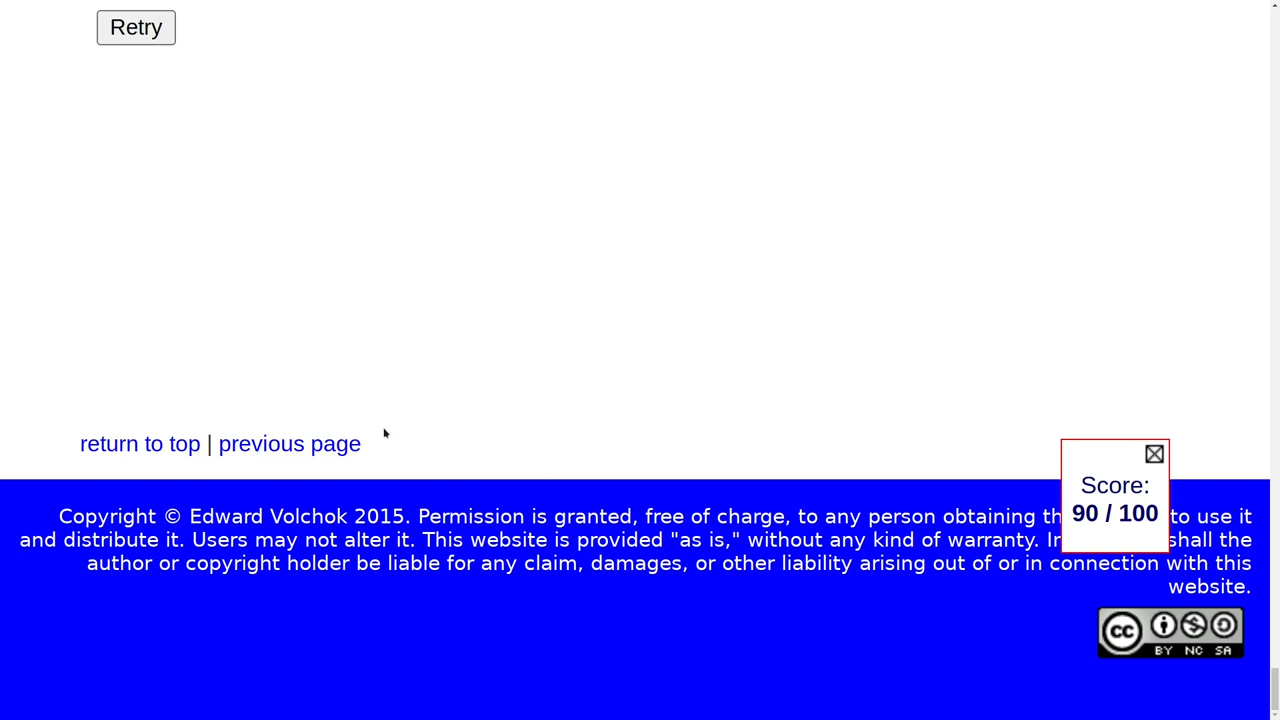 Retry
return to top | previous page
Score:
90 / 100
Copyright © Edward Volchok 2015. Permission is granted, free of charge, to any person obtaining to use it
and distribute it. Users may not alter it. This website is provided "as is," without any kind of warranty. shall the
author or copyright holder be liable for any claim, damages, or other liability arising out of or in connection with this
website.
cc
BY NC SA